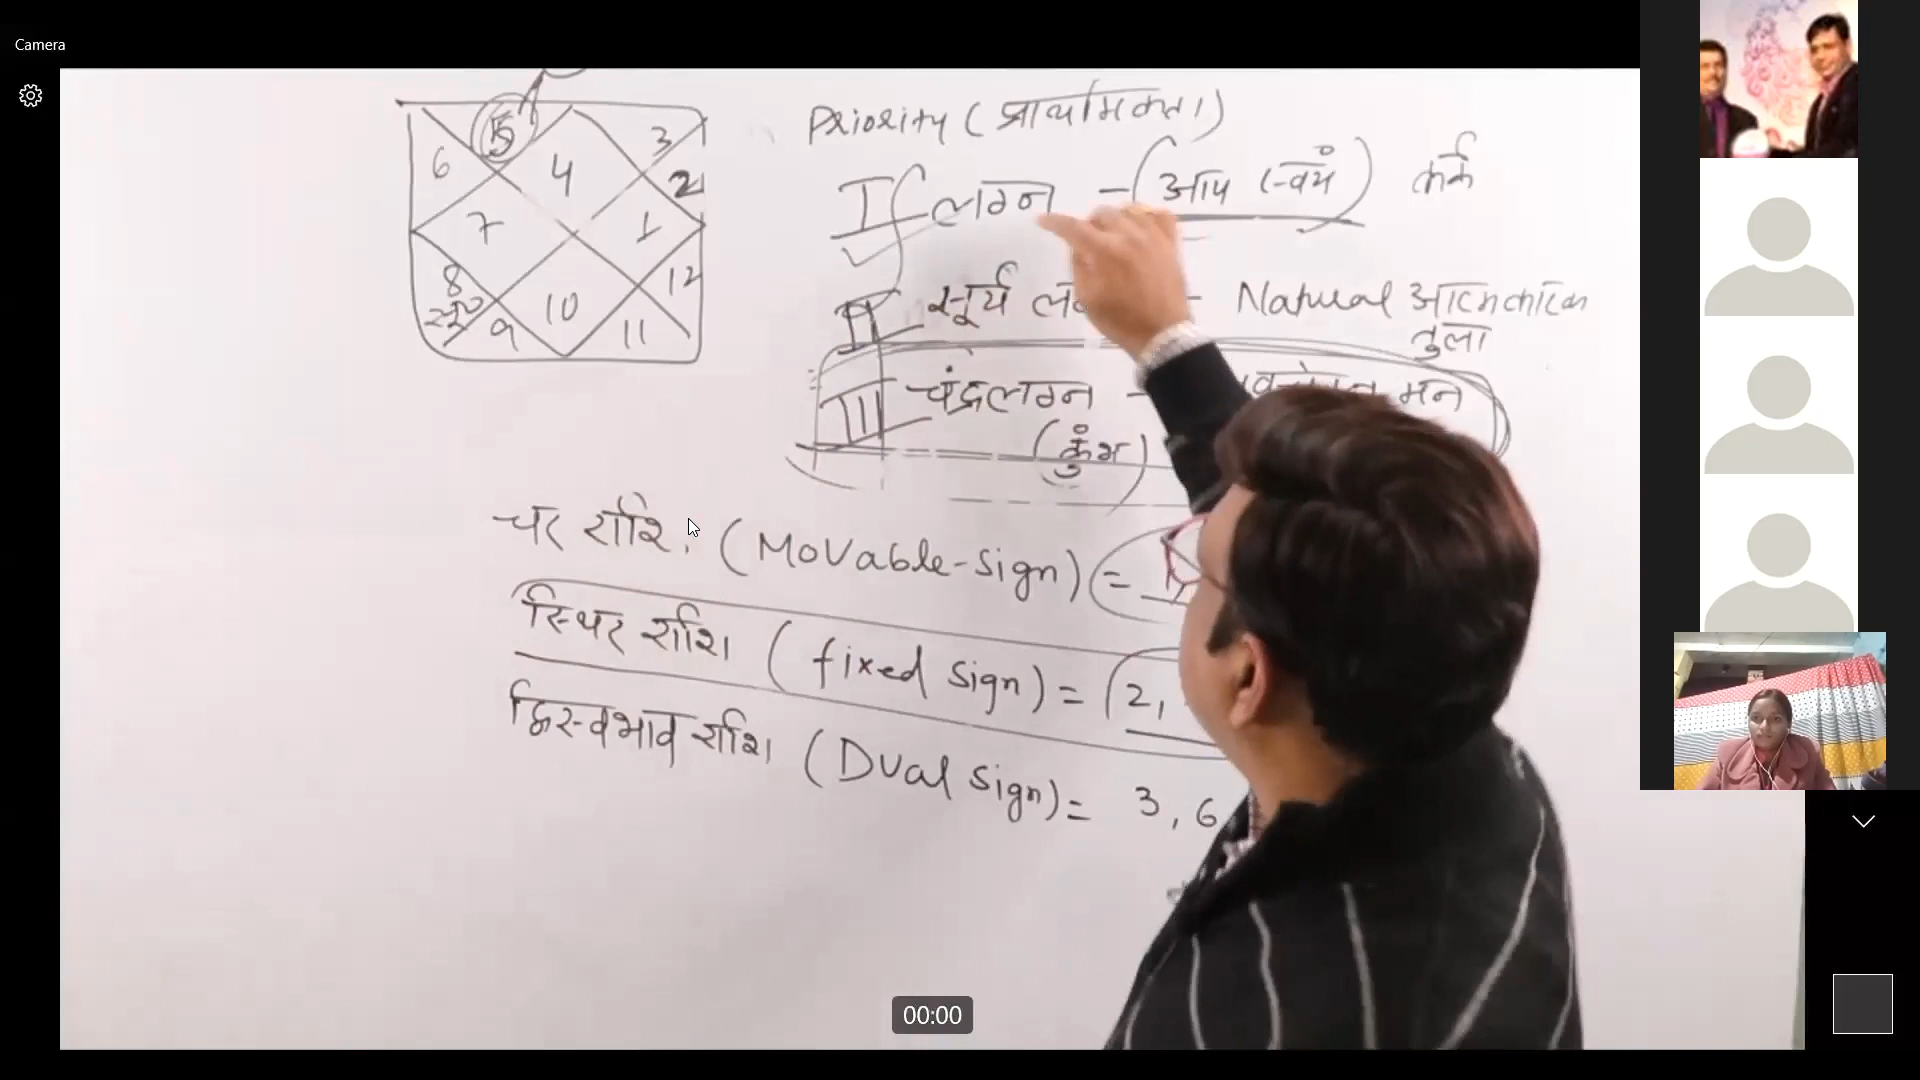 Camera
Priority (प्राथमिकता)
I लग्न - (आप स्वयं) कर्क
II सूर्य - Natural आत्मकारक
तुला
III चंद्रलग्न - मन
(कुंभ)
5
6 4 3
2
7 1
8 12
10
9 11
चर राशि : (Movable-Sign) =
स्थिर राशि (fixed Sign) = (2,
द्विस्वभाव राशि (Dual Sign) = 3, 6
00:00